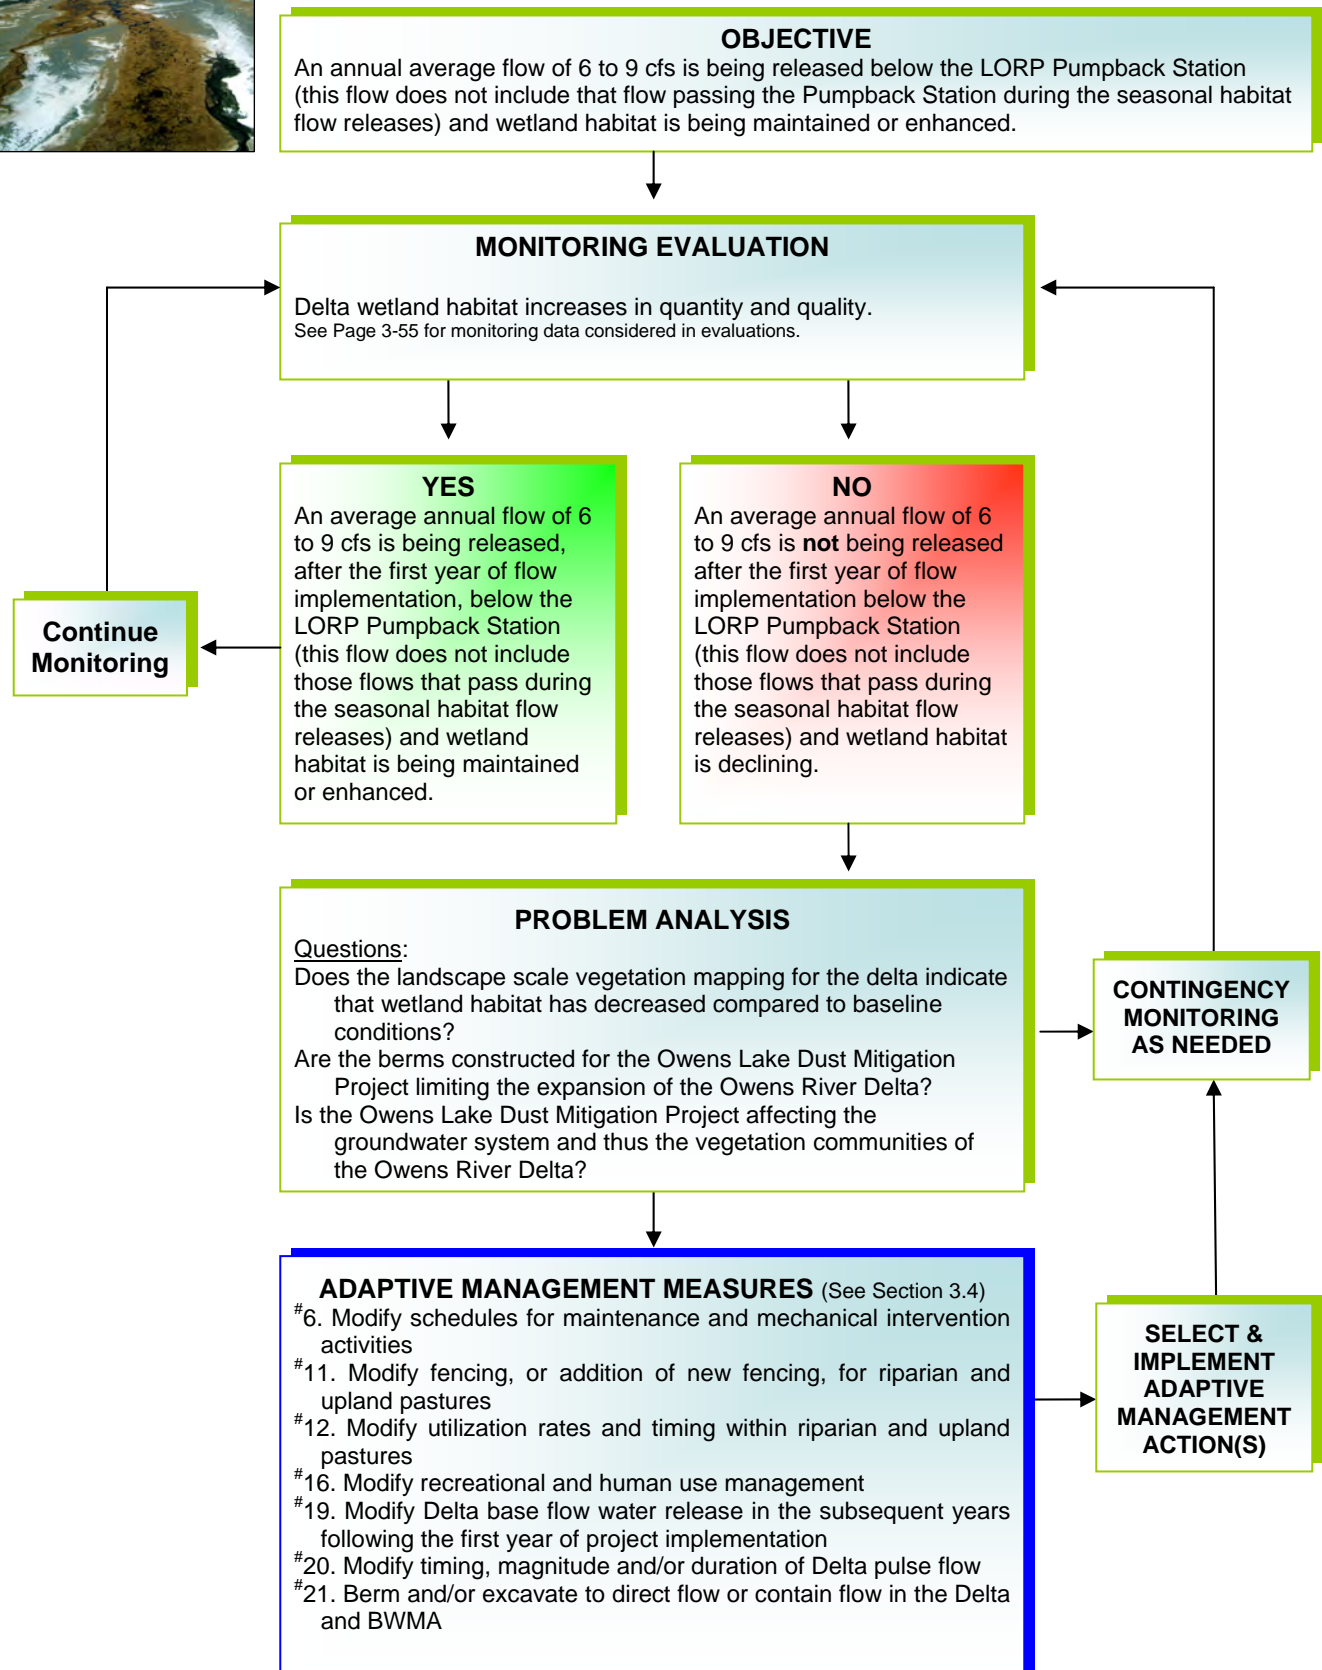 OBJECTIVE
An annual average flow of 6 to 9 cfs is being released below the LORP Pumpback Station
(this flow does not include that flow passing the Pumpback Station during the seasonal habitat
flow releases) and wetland habitat is being maintained or enhanced.
MONITORING EVALUATION
Delta wetland habitat increases in quantity and quality.
See Page 3-55 for monitoring data considered in evaluations.
YES
An average annual flow of 6
to 9 cfs is being released,
after the first year of flow
implementation, below the
LORP Pumpback Station
(this flow does not include
those flows that pass during
the seasonal habitat flow
releases) and wetland
habitat is being maintained
or enhanced.
NO
An average annual flow of 6
to 9 cfs is not being released
after the first year of flow
implementation below the
LORP Pumpback Station
(this flow does not include
those flows that pass during
the seasonal habitat flow
releases) and wetland habitat
is declining.
Continue
Monitoring
PROBLEM ANALYSIS
Questions:
Does the landscape scale vegetation mapping for the delta indicate
that wetland habitat has decreased compared to baseline
conditions?
Are the berms constructed for the Owens Lake Dust Mitigation
Project limiting the expansion of the Owens River Delta?
Is the Owens Lake Dust Mitigation Project affecting the
groundwater system and thus the vegetation communities of
the Owens River Delta?
CONTINGENCY
MONITORING
AS NEEDED
ADAPTIVE MANAGEMENT MEASURES (See Section 3.4)
#6. Modify schedules for maintenance and mechanical intervention
activities
#11. Modify fencing, or addition of new fencing, for riparian and
upland pastures
#12. Modify utilization rates and timing within riparian and upland
pastures
#16. Modify recreational and human use management
#19. Modify Delta base flow water release in the subsequent years
following the first year of project implementation
#20. Modify timing, magnitude and/or duration of Delta pulse flow
#21. Berm and/or excavate to direct flow or contain flow in the Delta
and BWMA
SELECT &
IMPLEMENT
ADAPTIVE
MANAGEMENT
ACTION(S)